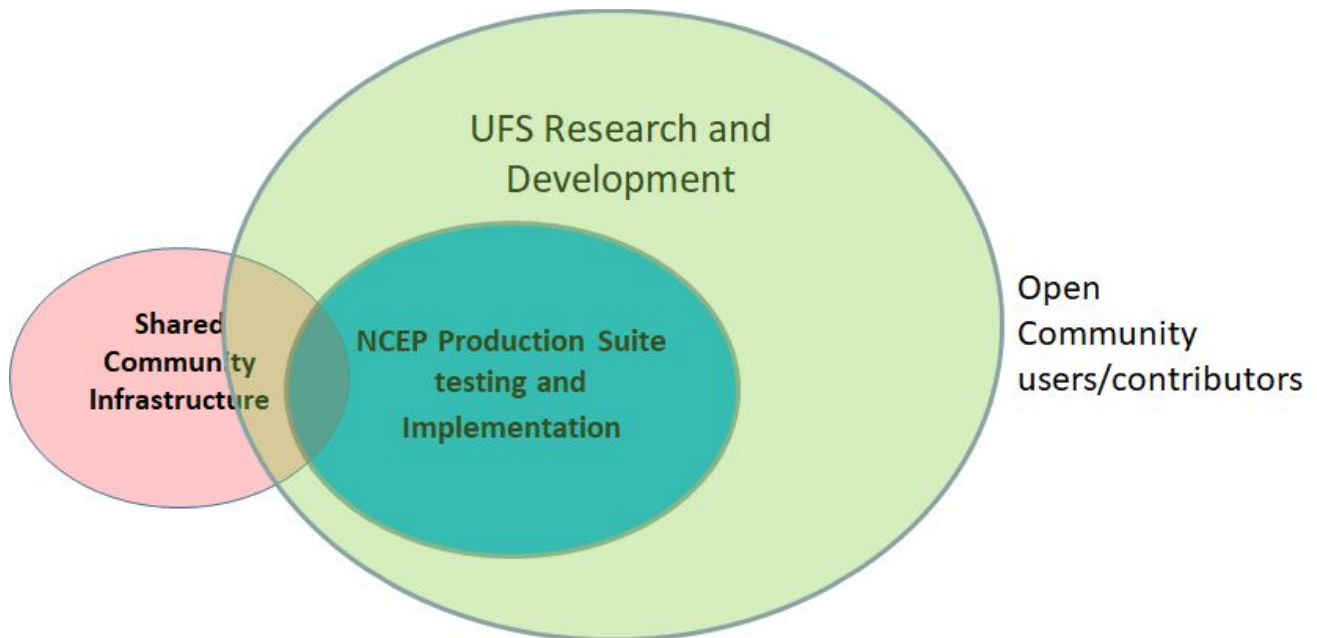 UFS Research and
Development
Shared
Community
Infrastructure
NCEP Production Suite
testing and
Implementation
Open
Community
users/contributors